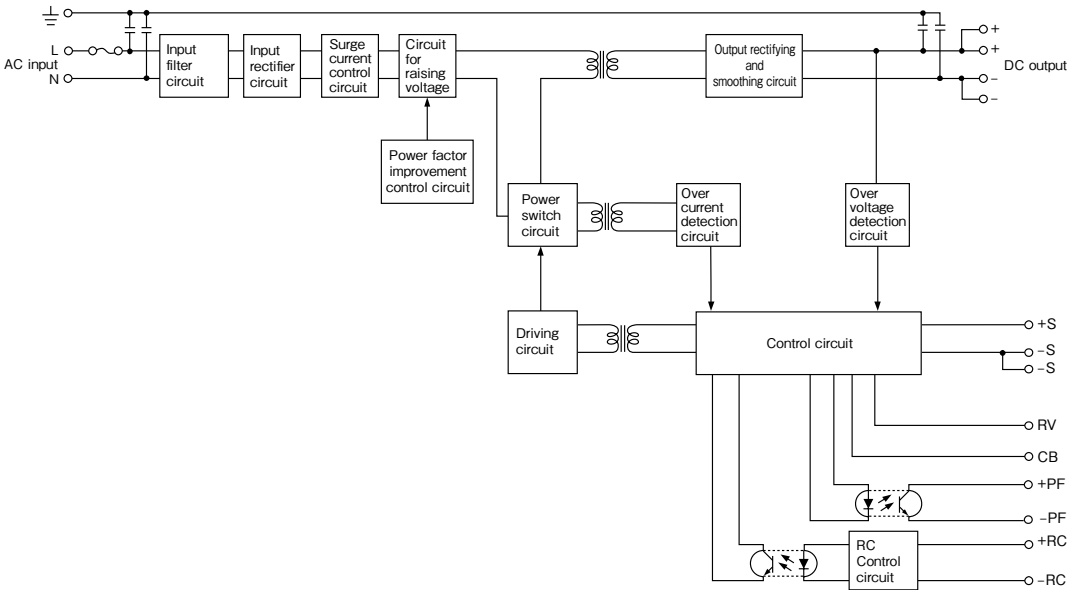 +
L
AC input
N
Input
filter
circuit
Input
rectifier
circuit
Surge
current
control
circuit
Circuit
for
raising
voltage
Output rectifying
and
smoothing circuit
+
DC output
−
−
Power factor
improvement
control circuit
Power
switch
circuit
Over
current
detection
circuit
Over
voltage
detection
circuit
Driving
circuit
Control circuit
+S
−S
−S
RV
CB
+PF
−PF
RC
Control
circuit
+RC
−RC